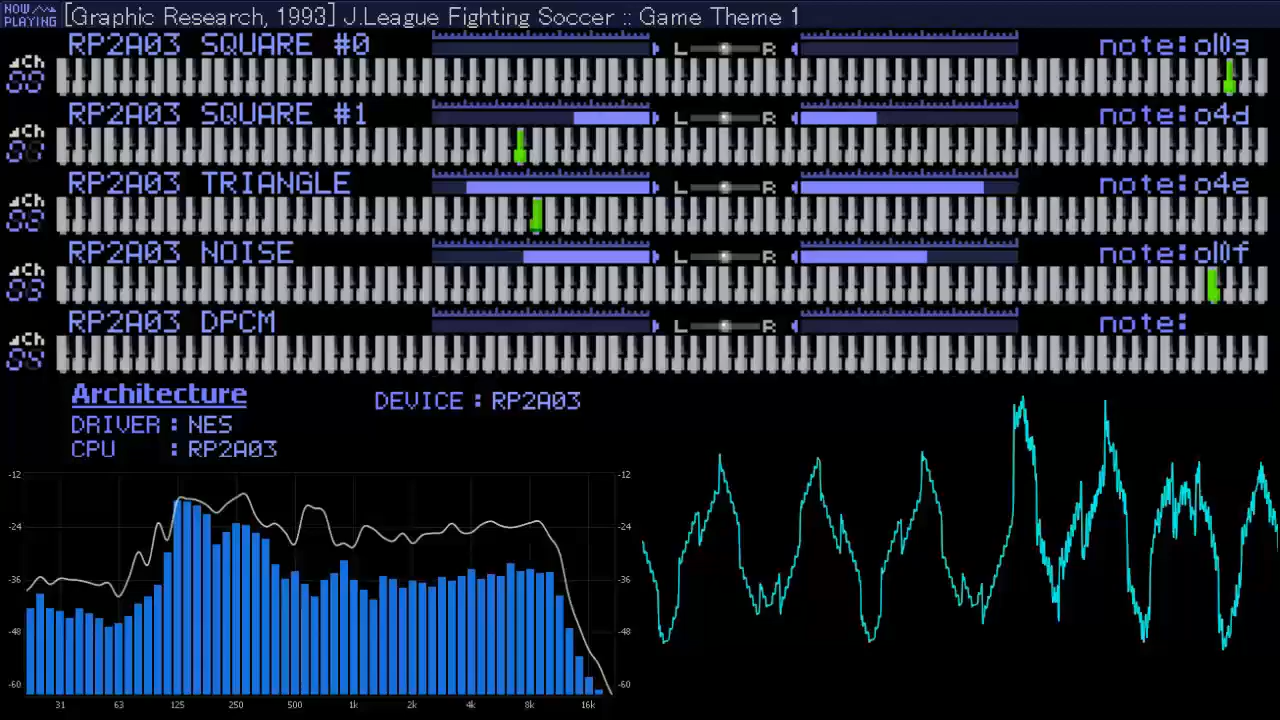 NOW PLAYING [Graphic Research, 1993] J.League Fighting Soccer :: Game Theme 1
RP2A03 SQUARE #0 L R note:o10g
Ch 00
RP2A03 SQUARE #1 L R note:o4d
Ch 01
RP2A03 TRIANGLE L R note:o4e
Ch 02
RP2A03 NOISE L R note:o10f
Ch 03
RP2A03 DPCM L R note:
Ch 04
Architecture
DEVICE : RP2A03
DRIVER : NES
CPU : RP2A03
-12 -12
-24 -24
-36 -36
-48 -48
-60 -60
31 63 125 250 500 1k 2k 4k 8k 16k